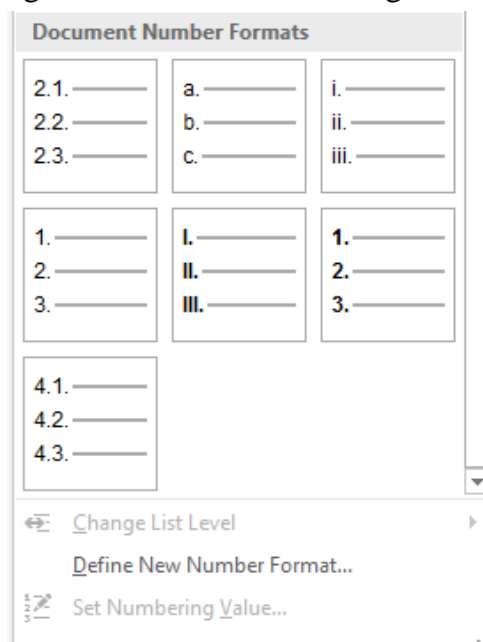 Document Number Formats
2.1. a. i.
2.2. b. ii.
2.3. c. iii.
1. I. 1.
2. II. 2.
3. III. 3.
4.1.
4.2.
4.3.
Change List Level
Define New Number Format...
Set Numbering Value...